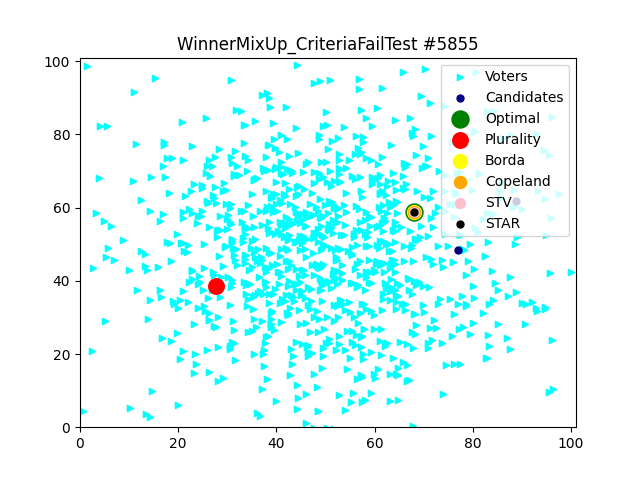 WinnerMixUp_CriteriaFailTest #5855
100
80
60
40
20
0
0
20
40
60
80
100
Voters
Candidates
Optimal
Plurality
Borda
Copeland
STV
STAR